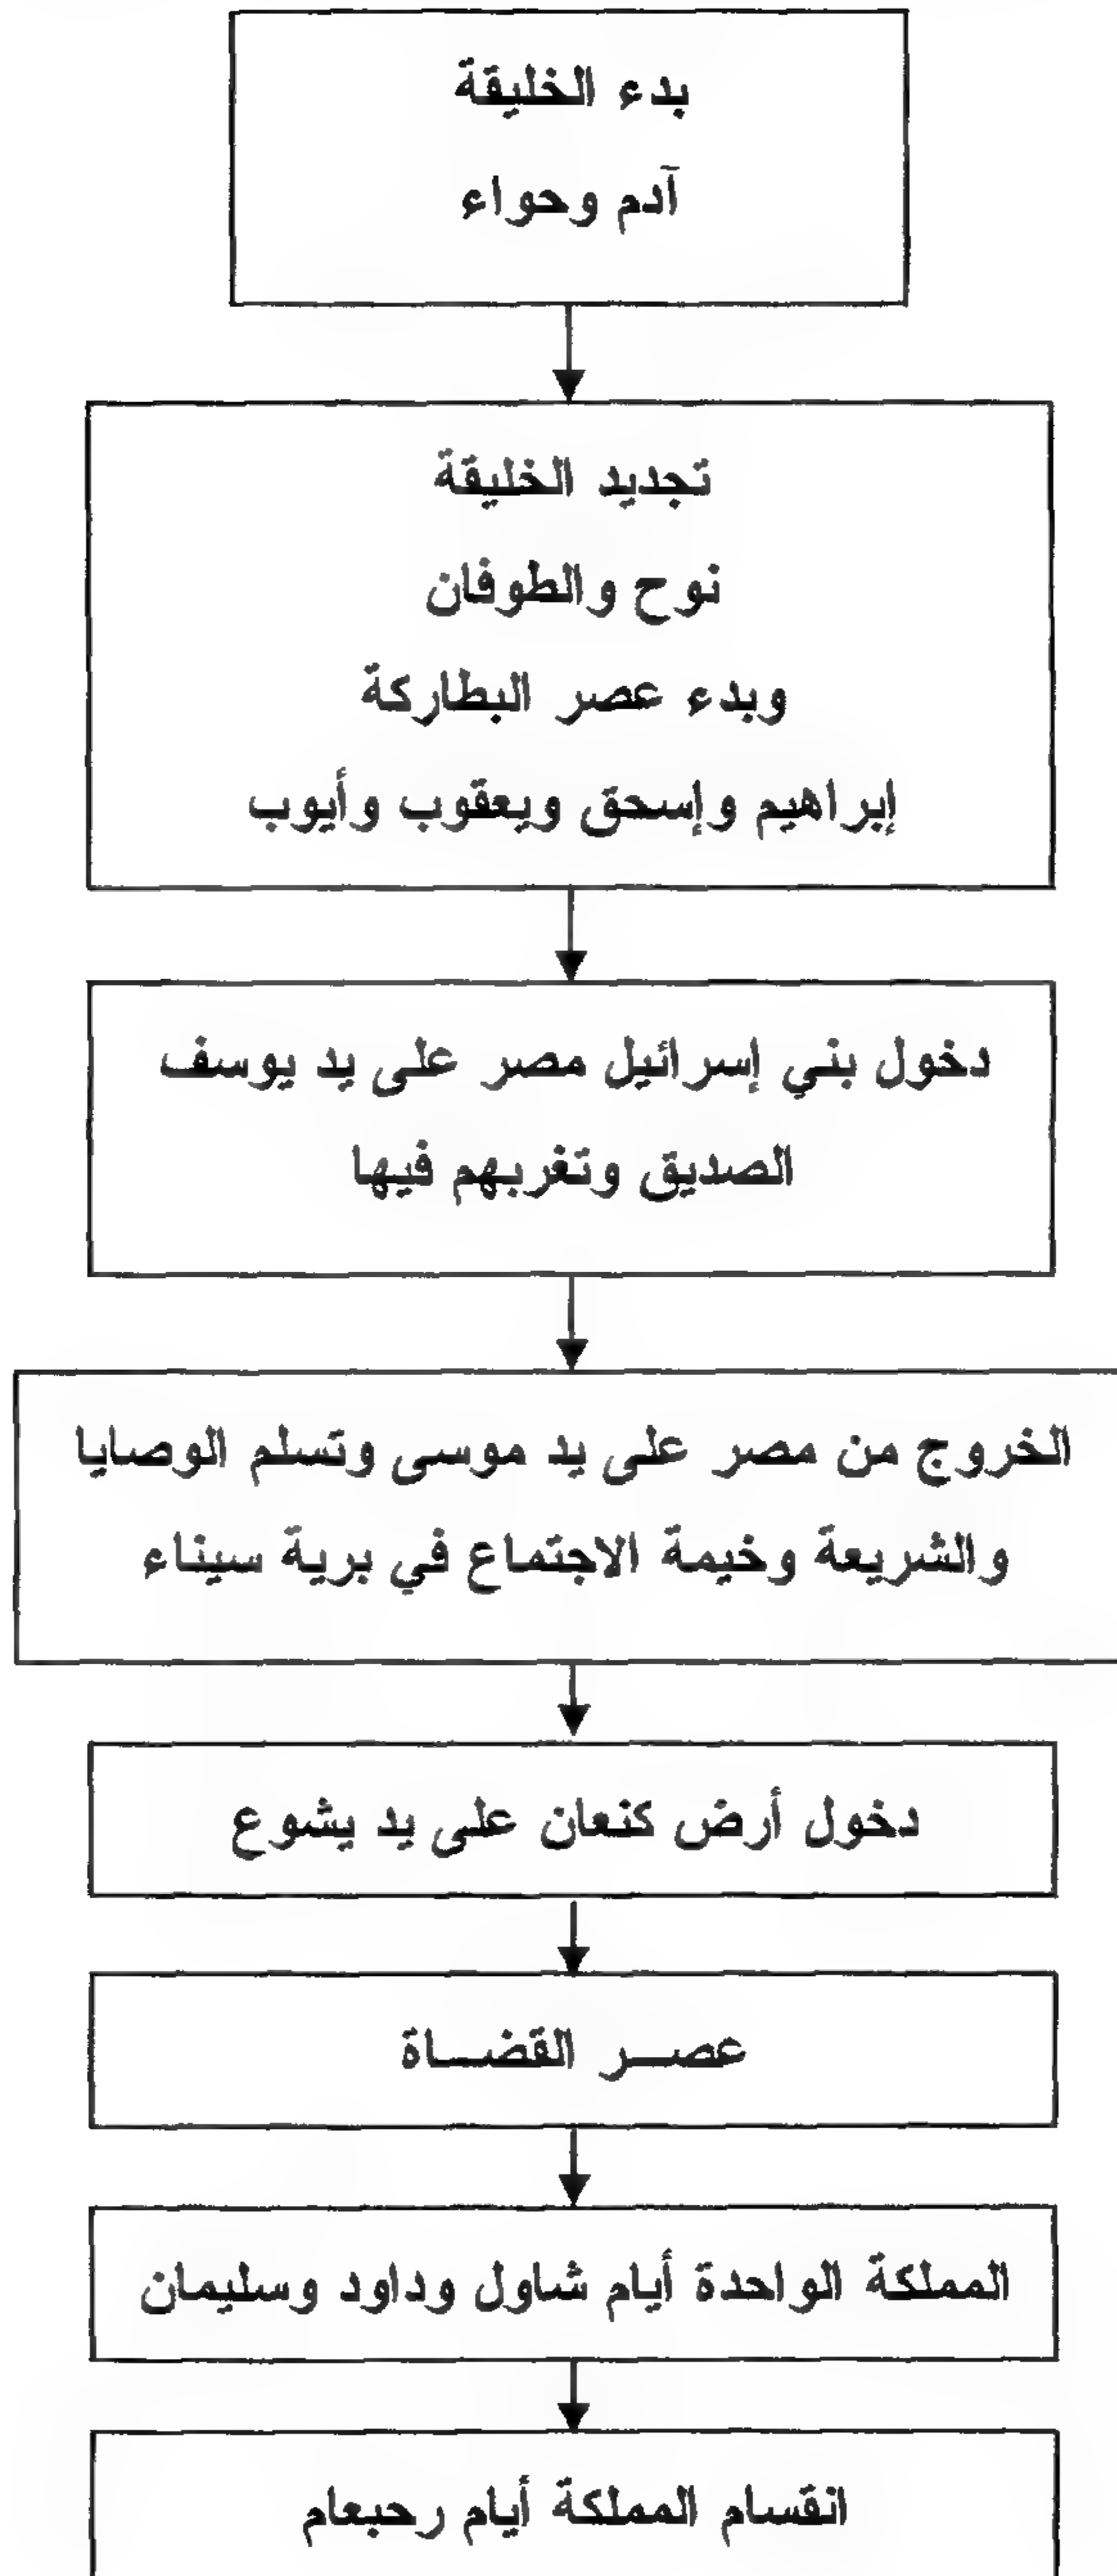 بدء الخليقة
آدم وحواء
تجديد الخليقة
نوح والطوفان
وبدء عصر البطاركة
إبراهيم وإسحق ويعقوب وأيوب
دخول بني إسرائيل مصر على يد يوسف
الصديق وتغربهم فيها
الخروج من مصر على يد موسى وتسلم الوصايا
والشريعة وخيمة الاجتماع في برية سيناء
دخول أرض كنعان على يد يشوع
عصـــر القضـــاة
المملكة الواحدة أيام شاول وداود وسليمان
انقسام المملكة أيام رحبعام